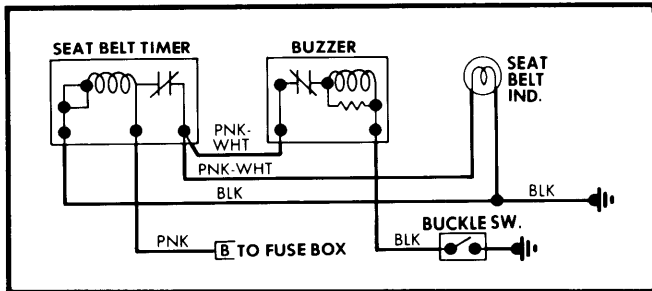 SEAT BELT TIMER
BUZZER
SEAT
BELT
IND.
PNK-
WHT
PNK-WHT
BLK
BLK
BUCKLE SW.
PNK
B TO FUSE BOX
BLK